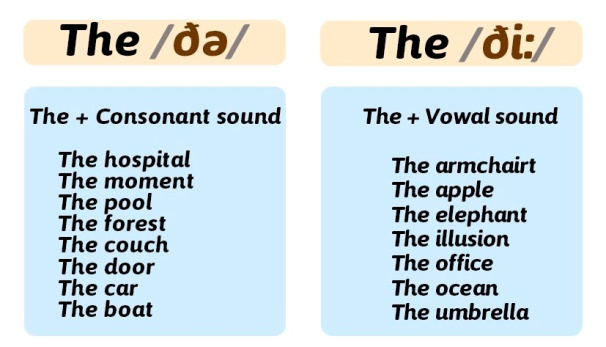 The /ðə/
The + Consonant sound
The hospital
The moment
The pool
The forest
The couch
The door
The car
The boat
The /ði:/
The + Vowal sound
The armchairt
The apple
The elephant
The illusion
The office
The ocean
The umbrella